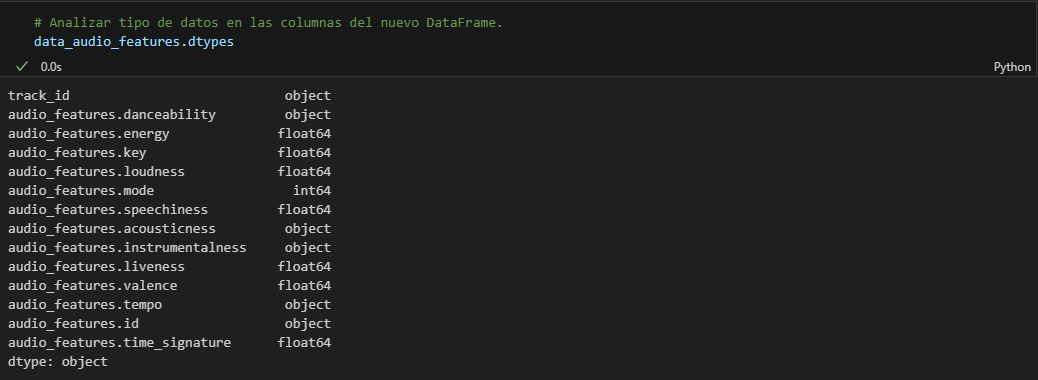 # Analizar tipo de datos en las columnas del nuevo DataFrame.
data_audio_features.dtypes
0.0s
Python
track_id object
audio_features.danceability object
audio_features.energy float64
audio_features.key float64
audio_features.loudness float64
audio_features.mode int64
audio_features.speechiness float64
audio_features.acousticness object
audio_features.instrumentalness object
audio_features.liveness float64
audio_features.valence float64
audio_features.tempo object
audio_features.id object
audio_features.time_signature float64
dtype: object